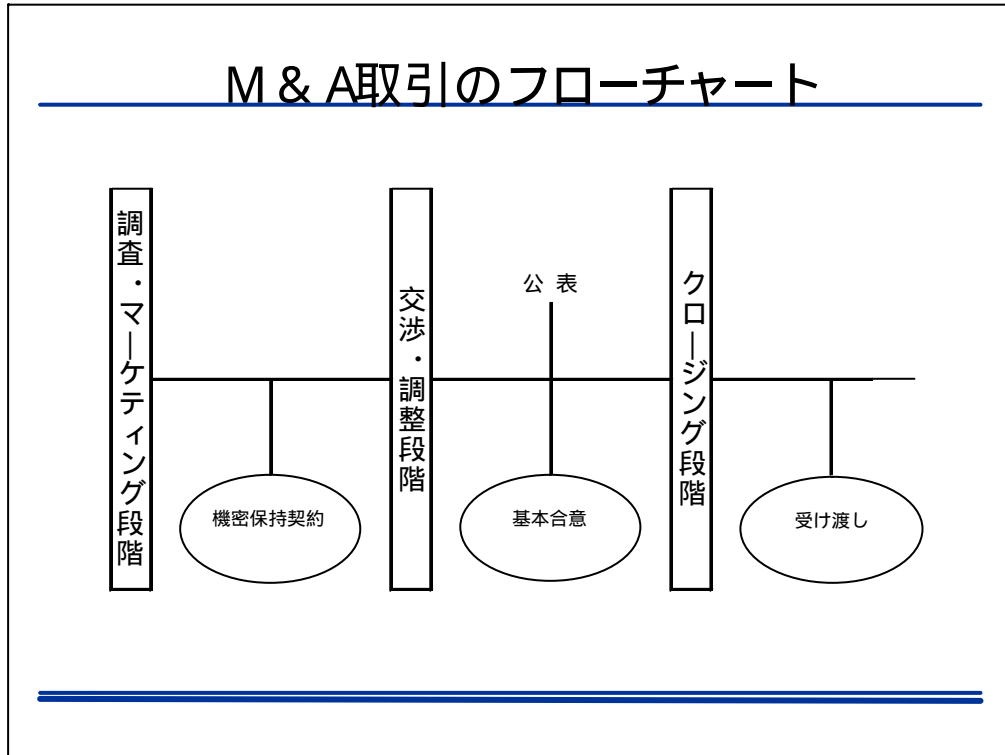 M & A取引のフローチャート
調査・マーケティング段階
機密保持契約
交渉・調整段階
公 表
基本合意
クロージング段階
受け渡し